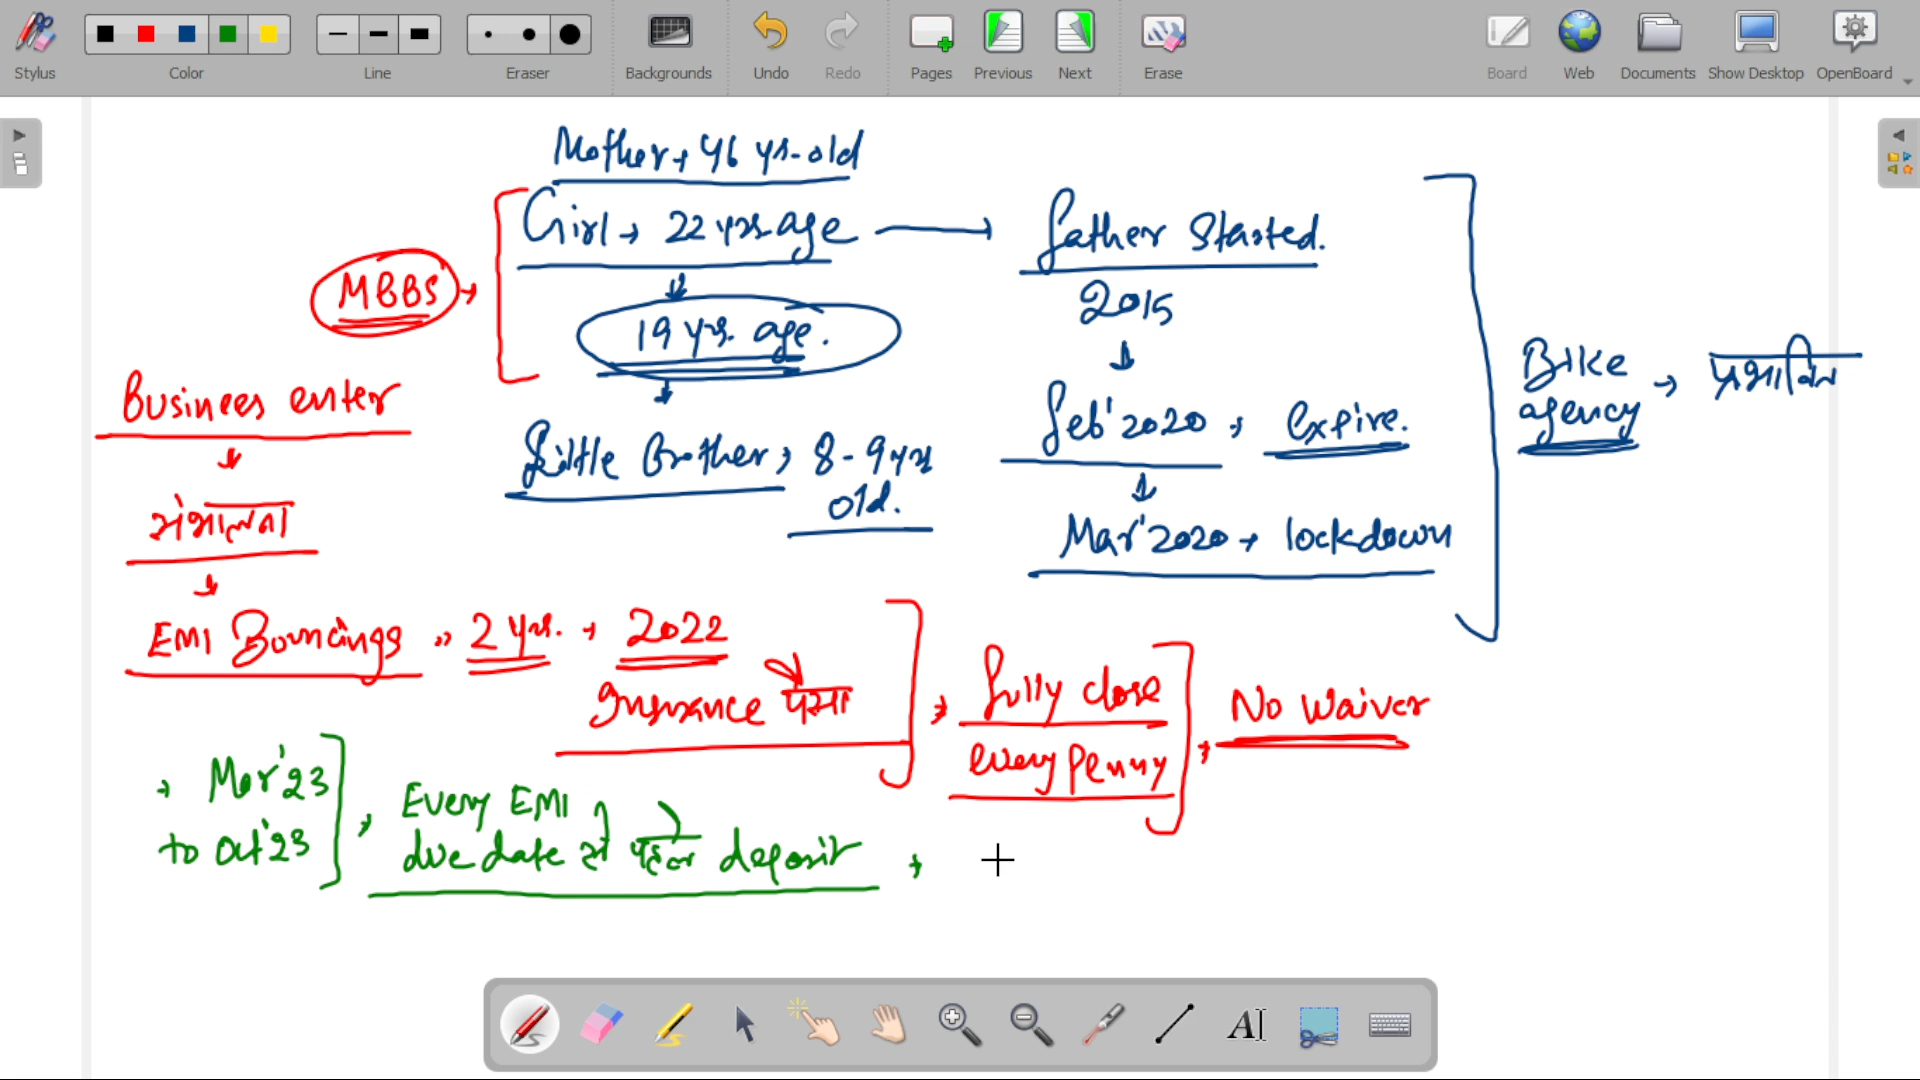 Stylus
Color
Line
Eraser
Backgrounds
Undo
Redo
Pages
Previous
Next
Erase
Board
Web
Documents
Show Desktop
OpenBoard
Mother → 46 yrs-old
Girl → 22 yrs age → father Started.
MBBS →
2015
19 yrs. age.
Bike
agency →
Business enter
feb' 2020 → expire.
Little Brother → 8-9 yrs
old.
Mar' 2020 → lockdown
EMI Bouncings → 2 yrs. → 2022
Insurance पैसा
→ fully close
every penny
→ No waiver
→ Mar' 23
to Oct' 23
→ Every EMI
due date से पहले deposit →
AI